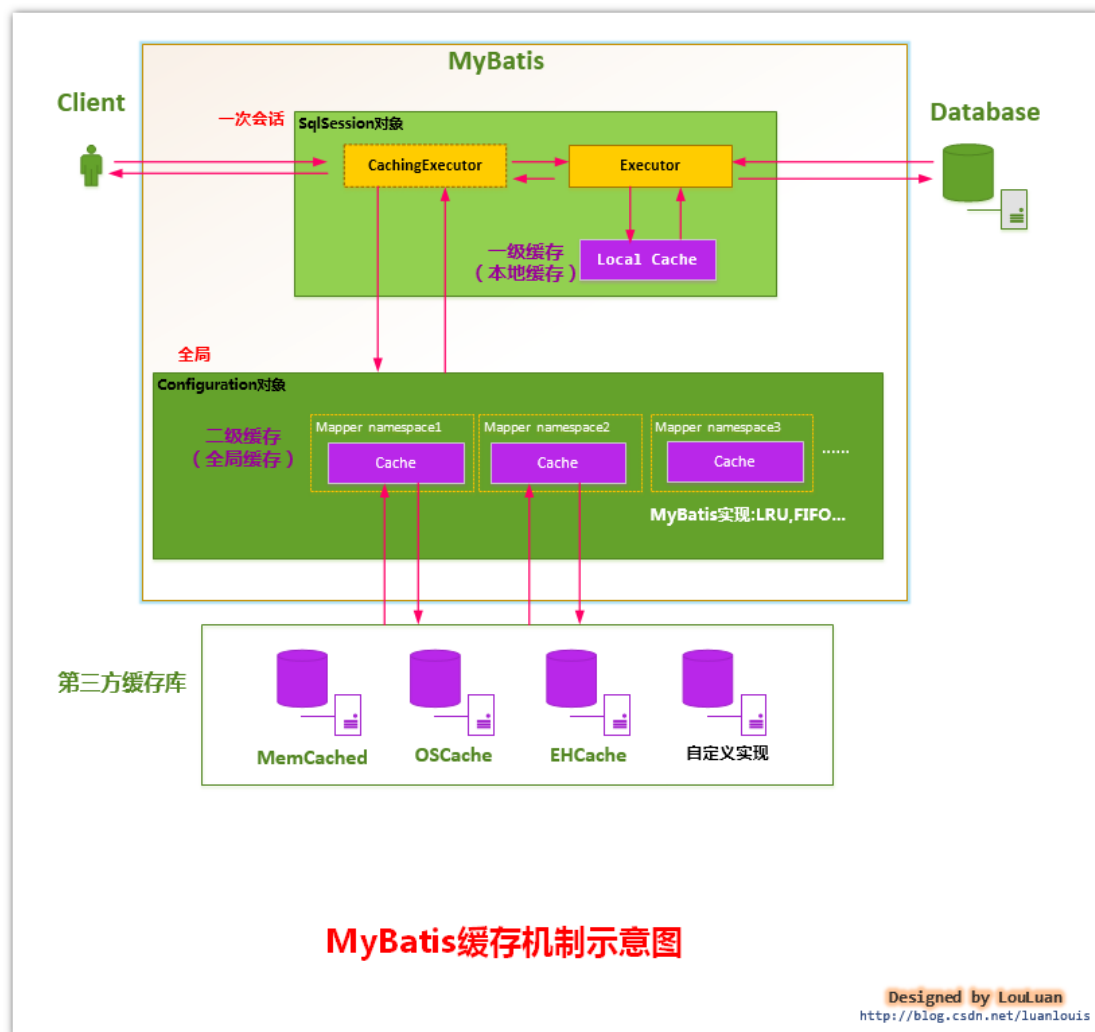 MyBatis
Client
一次会话
SqlSession对象
Database
CachingExecutor
Executor
一级缓存
（本地缓存）
Local Cache
全局
Configuration对象
二级缓存
（全局缓存）
Mapper namespace1
Cache
Mapper namespace2
Cache
Mapper namespace3
Cache
......
MyBatis实现:LRU,FIFO...
第三方缓存库
MemCached
OSCache
EHCache
自定义实现
MyBatis缓存机制示意图
Designed by LouLuan
http://blog.csdn.net/luanlouis